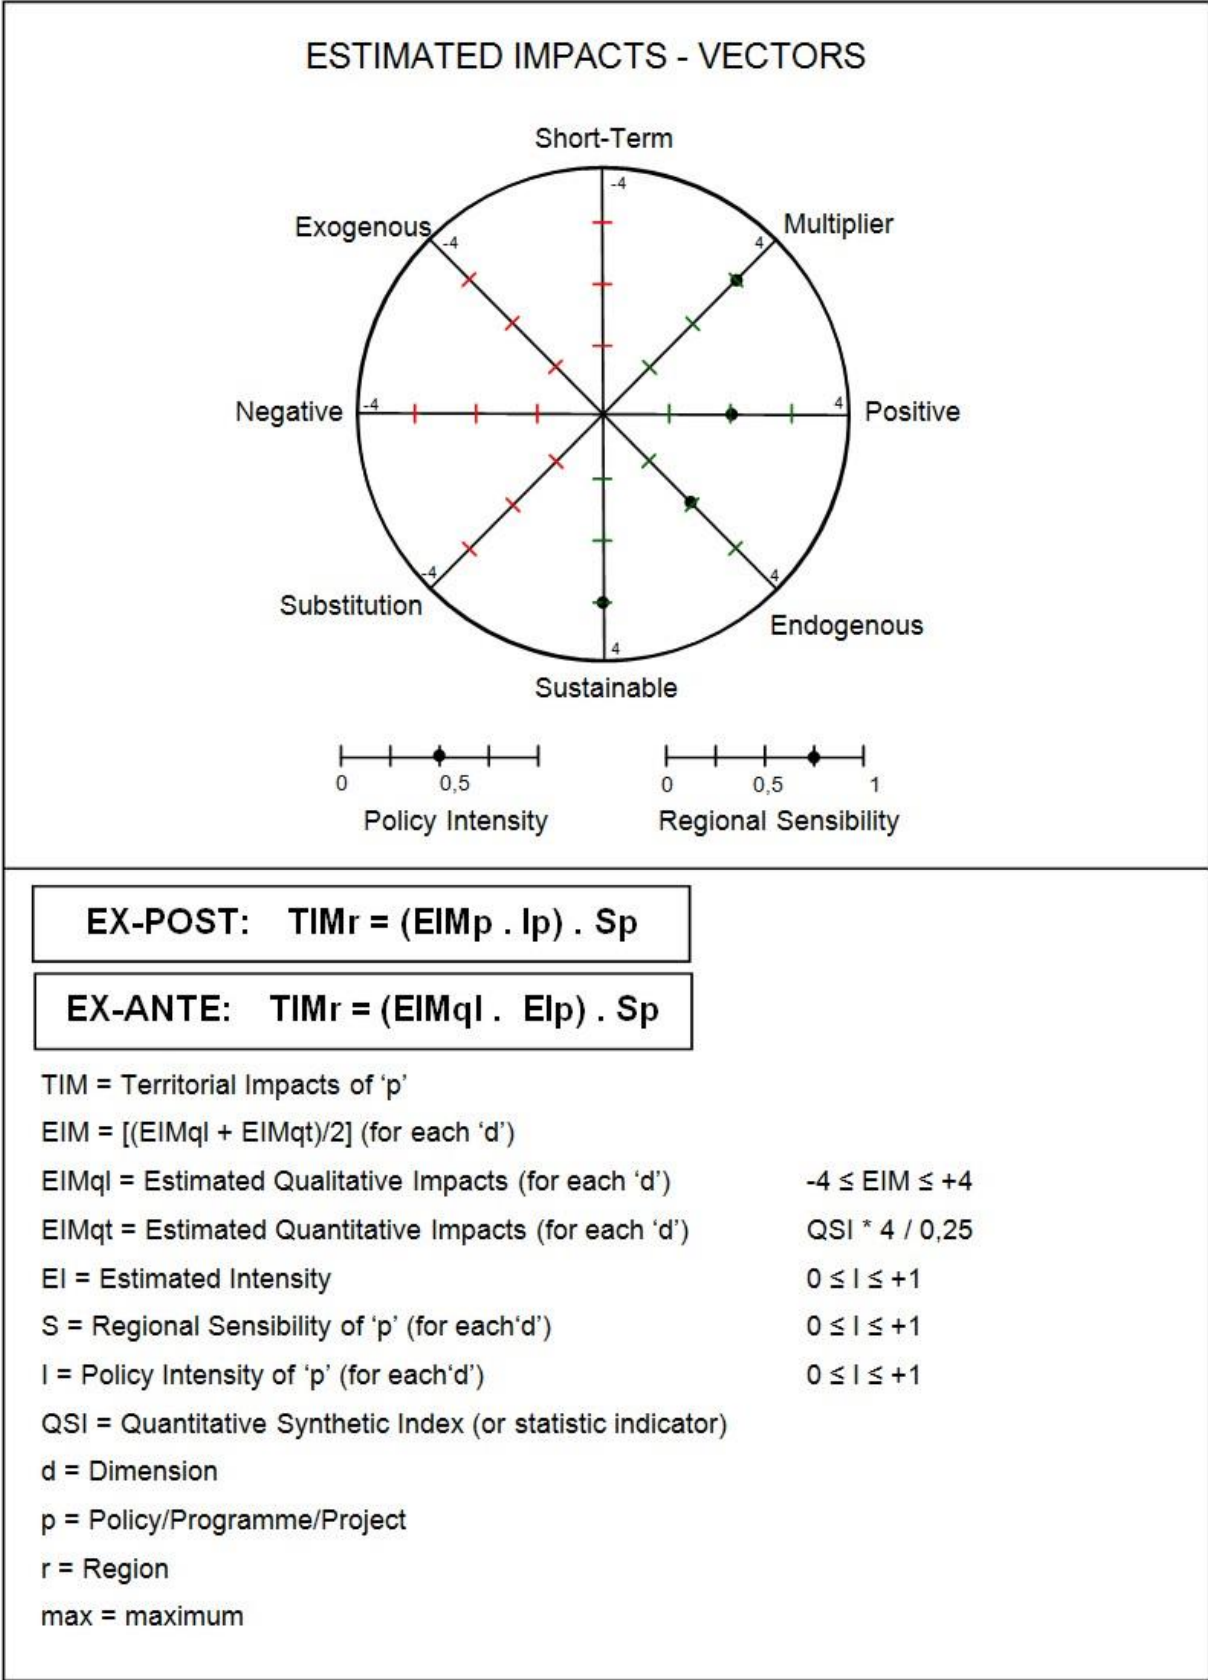 ESTIMATED IMPACTS - VECTORS
Short-Term
-4
Exogenous
-4
4
Multiplier
Negative
-4
4
Positive
Substitution
-4
4
Endogenous
4
Sustainable
0
0,5
Policy Intensity
0
0,5
1
Regional Sensibility
EX-POST: TIMr = (EIMp . Ip) . Sp
EX-ANTE: TIMr = (EIMql . EIp) . Sp
TIM = Territorial Impacts of ‘p’
EIM = [(EIMql + EIMqt)/2] (for each ‘d’)
EIMql = Estimated Qualitative Impacts (for each ‘d’) -4 ≤ EIM ≤ +4
EIMqt = Estimated Quantitative Impacts (for each ‘d’) QSI * 4 / 0,25
EI = Estimated Intensity 0 ≤ I ≤ +1
S = Regional Sensibility of ‘p’ (for each‘d’) 0 ≤ I ≤ +1
I = Policy Intensity of ‘p’ (for each‘d’) 0 ≤ I ≤ +1
QSI = Quantitative Synthetic Index (or statistic indicator)
d = Dimension
p = Policy/Programme/Project
r = Region
max = maximum